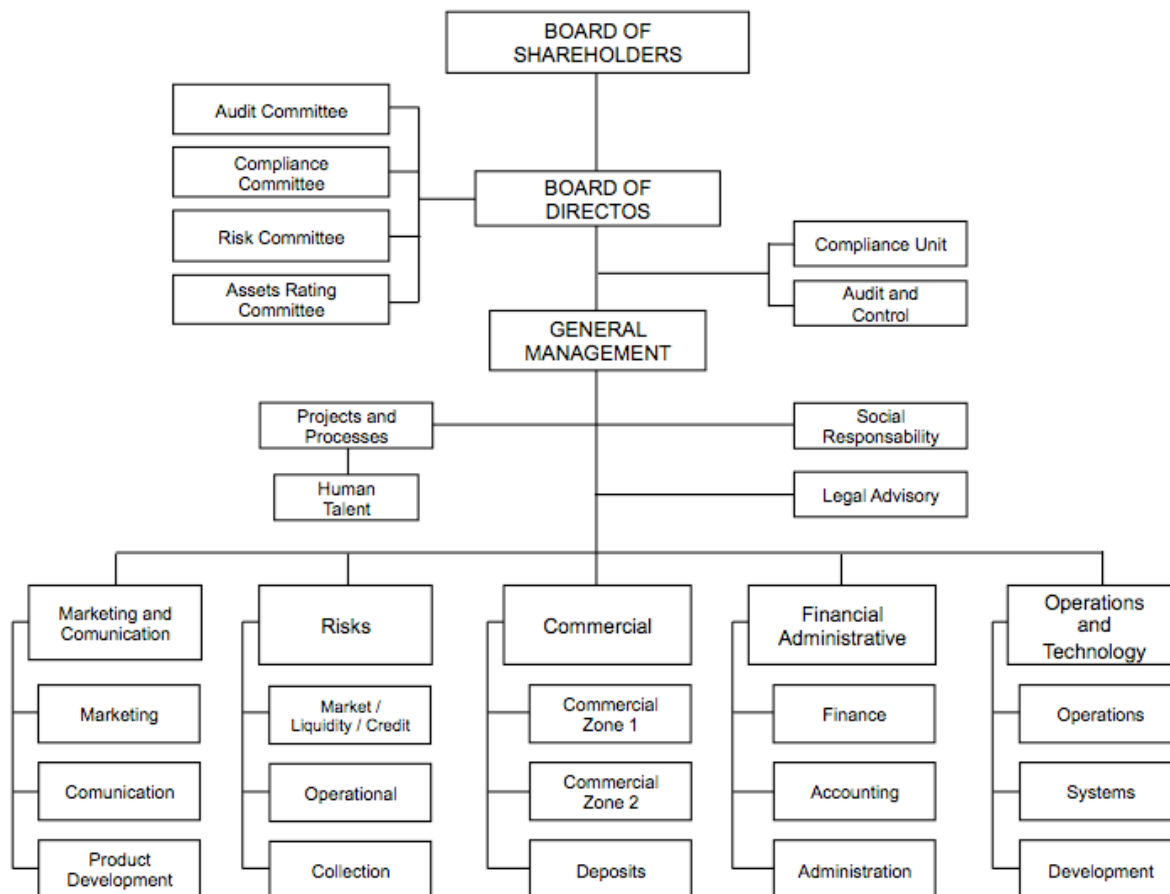 BOARD OF
SHAREHOLDERS
Audit Committee
Compliance
Committee
BOARD OF
DIRECTOS
Risk Committee
Compliance Unit
Assets Rating
Committee
Audit and
Control
GENERAL
MANAGEMENT
Projects and
Processes
Social
Responsability
Human
Talent
Legal Advisory
Marketing and
Comunication
Risks
Commercial
Financial
Administrative
Operations
and
Technology
Marketing
Market /
Liquidity / Credit
Commercial
Zone 1
Finance
Operations
Comunication
Operational
Commercial
Zone 2
Accounting
Systems
Product
Development
Collection
Deposits
Administration
Development